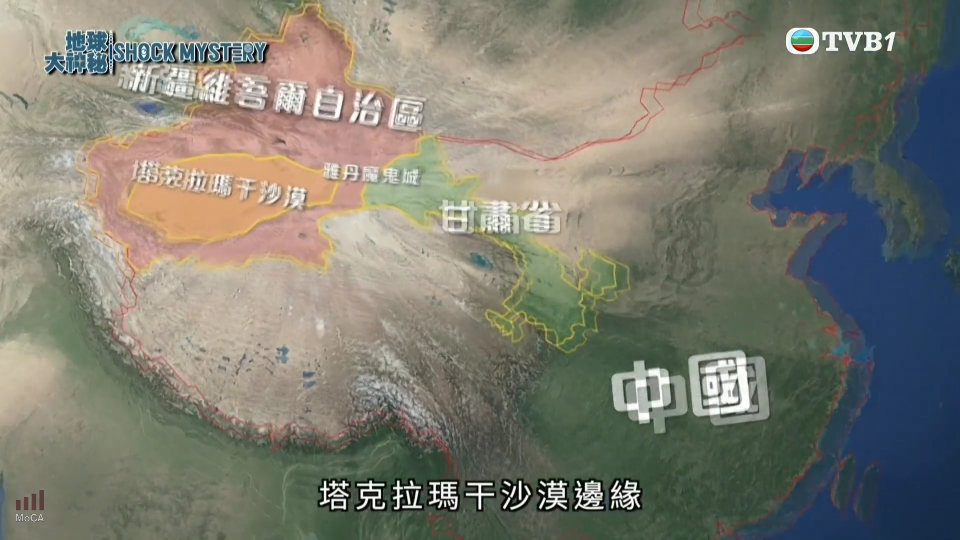 地球
大神秘
SHOCK MYSTERY
TVB1
新疆維吾爾自治區
塔克拉瑪干沙漠
雅丹魔鬼城
甘肅省
中國
塔克拉瑪干沙漠邊緣
MoCA